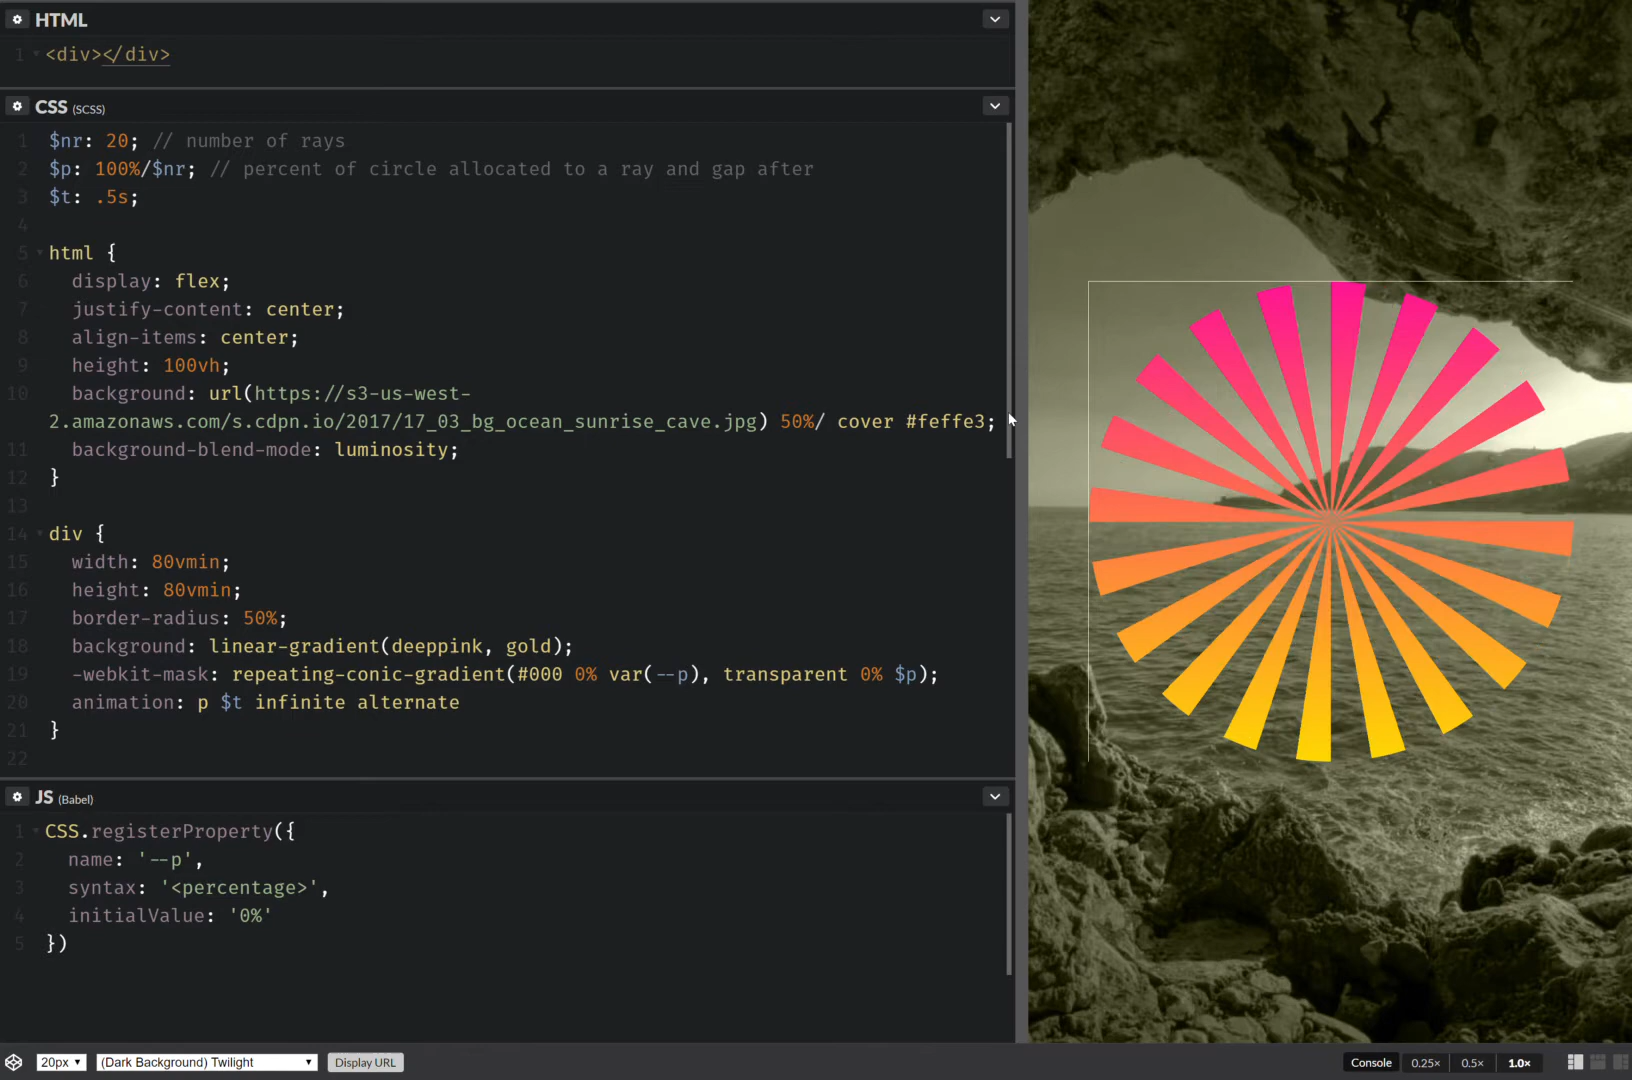 HTML
1 <div></div>
CSS (SCSS)
1 $nr: 20; // number of rays
2 $p: 100%/$nr; // percent of circle allocated to a ray and gap after
3 $t: .5s;
4
5 html {
6 display: flex;
7 justify-content: center;
8 align-items: center;
9 height: 100vh;
10 background: url(https://s3-us-west-
2.amazonaws.com/s.cdpn.io/2017/17_03_bg_ocean_sunrise_cave.jpg) 50%/ cover #feffe3;
11 background-blend-mode: luminosity;
12 }
13
14 div {
15 width: 80vmin;
16 height: 80vmin;
17 border-radius: 50%;
18 background: linear-gradient(deeppink, gold);
19 -webkit-mask: repeating-conic-gradient(#000 0% var(--p), transparent 0% $p);
20 animation: p $t infinite alternate
21 }
22
JS (Babel)
1 CSS.registerProperty({
2 name: '--p',
3 syntax: '<percentage>',
4 initialValue: '0%'
5 })
20px (Dark Background) Twilight Display URL Console 0.25× 0.5× 1.0×